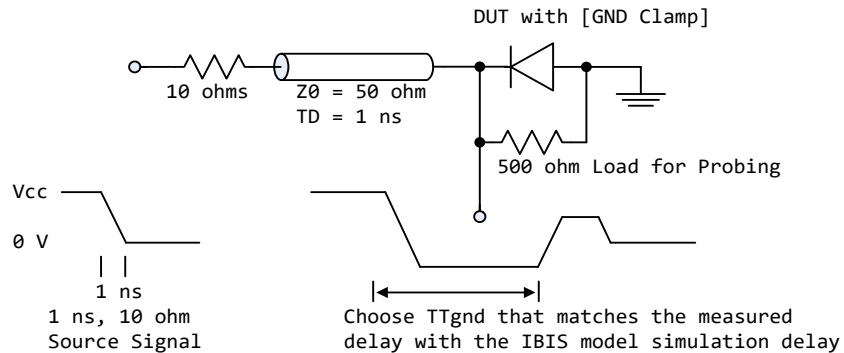 DUT with [GND Clamp]
10 ohms
Z0 = 50 ohm
TD = 1 ns
500 ohm Load for Probing
Vcc
0 V
1 ns
1 ns, 10 ohm
Source Signal
Choose TTgnd that matches the measured
delay with the IBIS model simulation delay